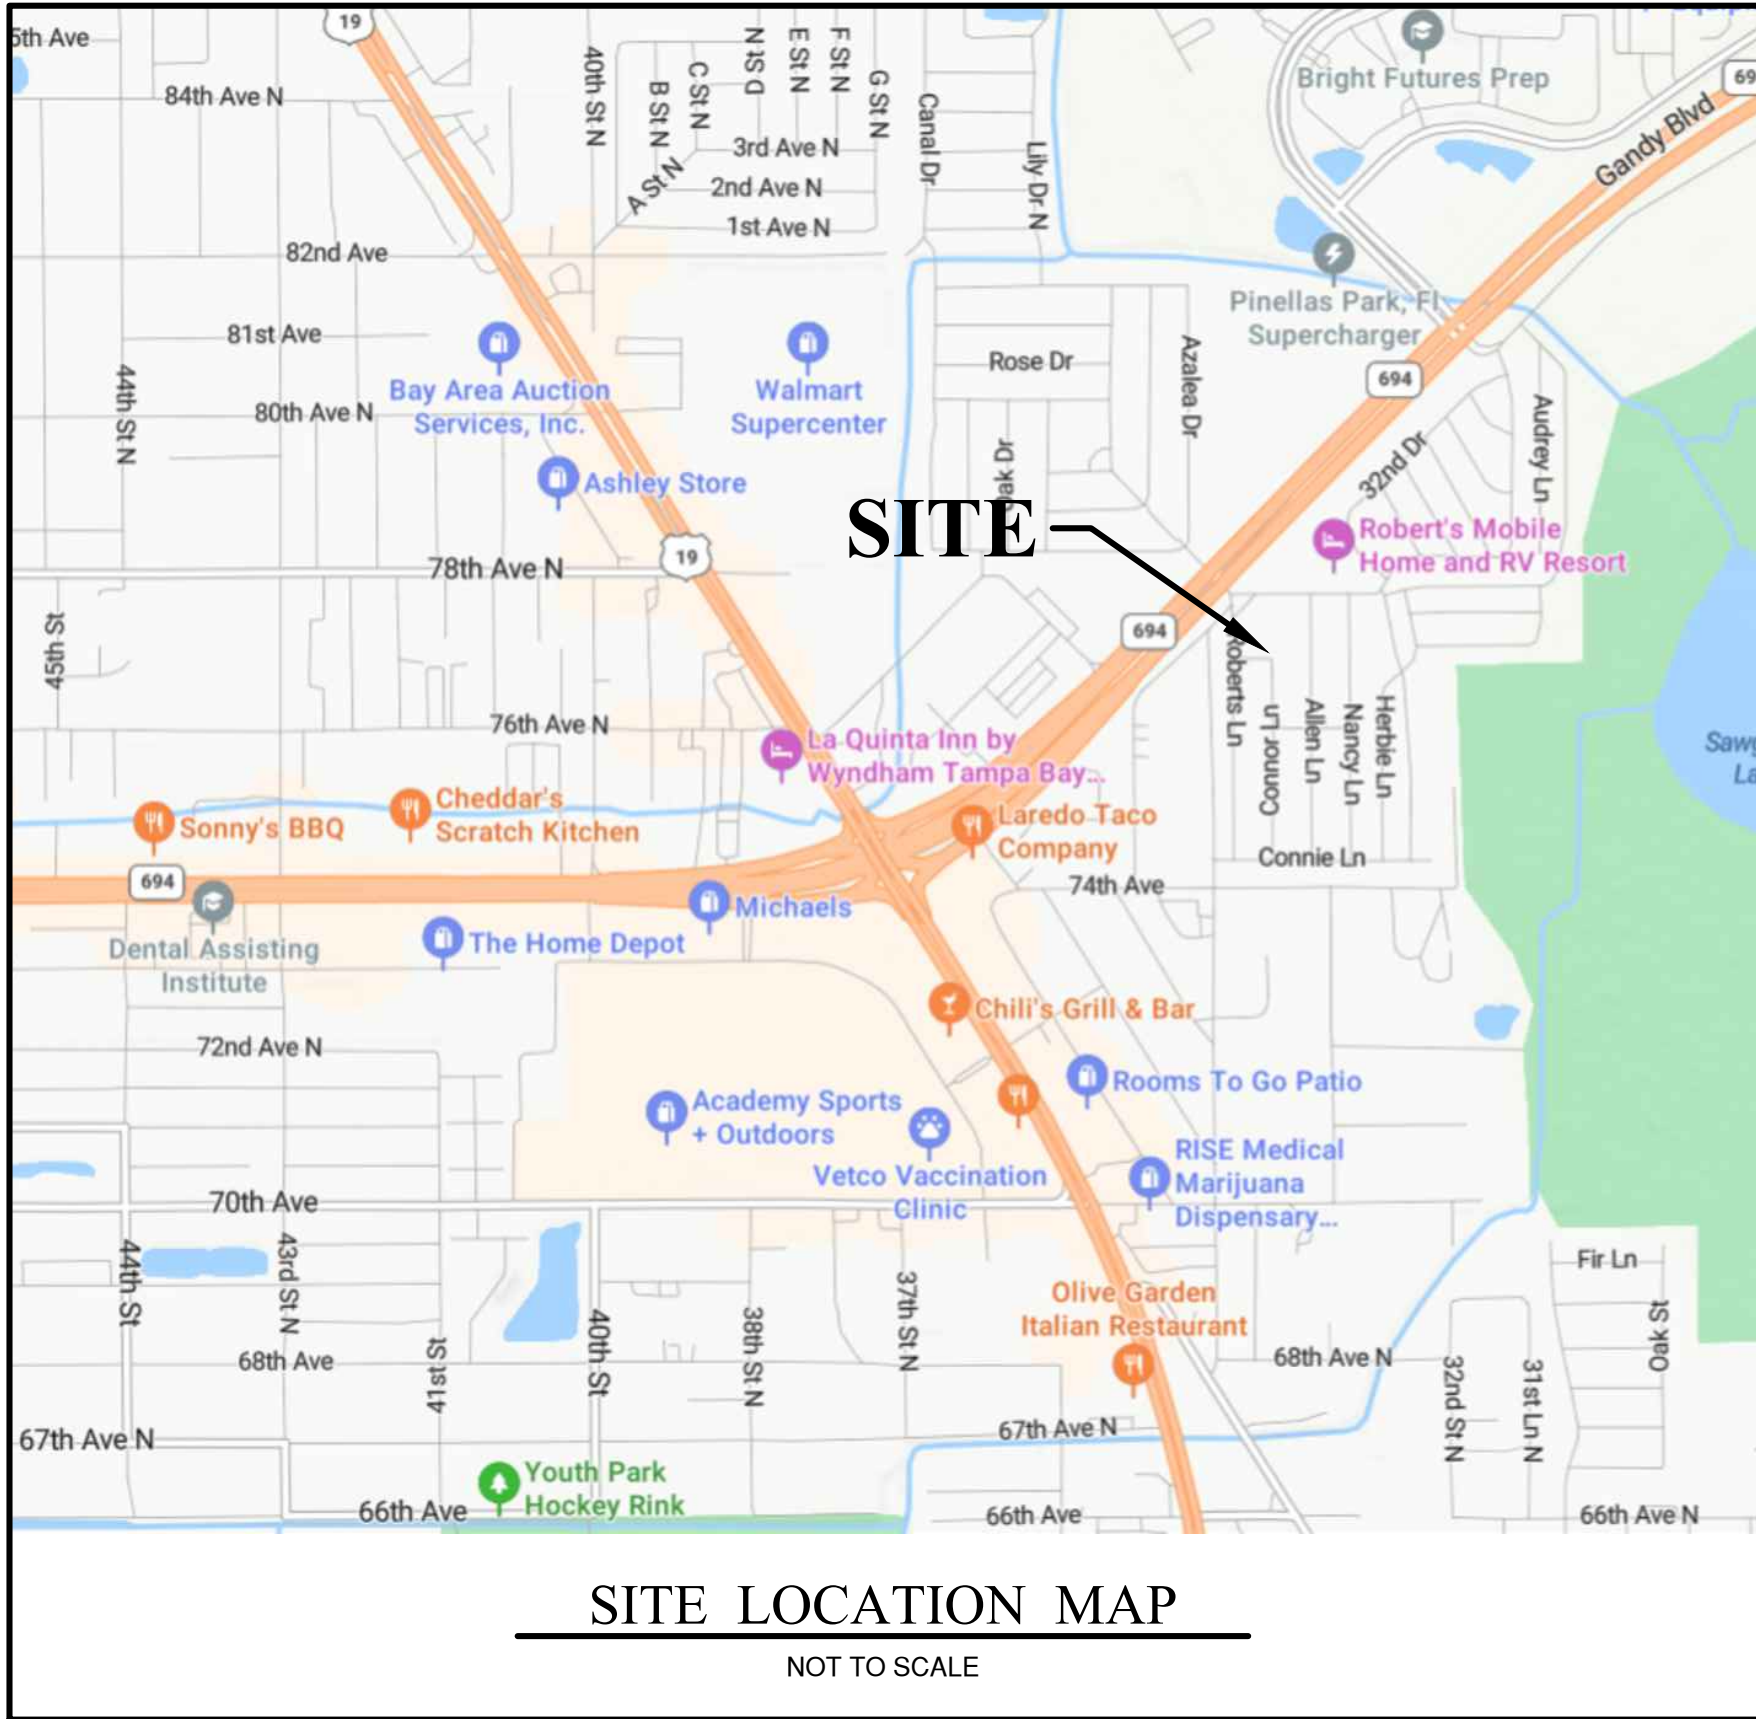 19
5th Ave
84th Ave N
40th St N
B St N
C St N
D St N
E St N
F St N
G St N
Canal Dr
Lily Dr N
A St N
3rd Ave N
2nd Ave N
1st Ave N
Bright Futures Prep
69
Gandy Blvd
82nd Ave
Pinellas Park, Fl
Supercharger
81st Ave
44th St N
80th Ave N
Bay Area Auction
Services, Inc.
Walmart
Supercenter
Rose Dr
Azalea Dr
694
Audrey Ln
32nd Dr
Oak Dr
Ashley Store
SITE
Robert's Mobile
Home and RV Resort
78th Ave N
19
694
45th St
Roberts Ln
Connor Ln
Allen Ln
Nancy Ln
Herbie Ln
76th Ave N
La Quinta Inn by
Wyndham Tampa Bay...
Cheddar's
Scratch Kitchen
Sonny's BBQ
Laredo Taco
Company
Connie Ln
74th Ave
694
Michaels
The Home Depot
Dental Assisting
Institute
Chili's Grill & Bar
72nd Ave N
Rooms To Go Patio
Academy Sports
+ Outdoors
Vetco Vaccination
Clinic
RISE Medical
Marijuana
Dispensary...
70th Ave
44th St
43rd St N
41st St
40th St
38th St N
37th St N
Olive Garden
Italian Restaurant
Fir Ln
Oak St
68th Ave
68th Ave N
32nd St N
31st Ln N
67th Ave N
67th Ave N
Youth Park
Hockey Rink
66th Ave
66th Ave
66th Ave N
SITE LOCATION MAP
NOT TO SCALE